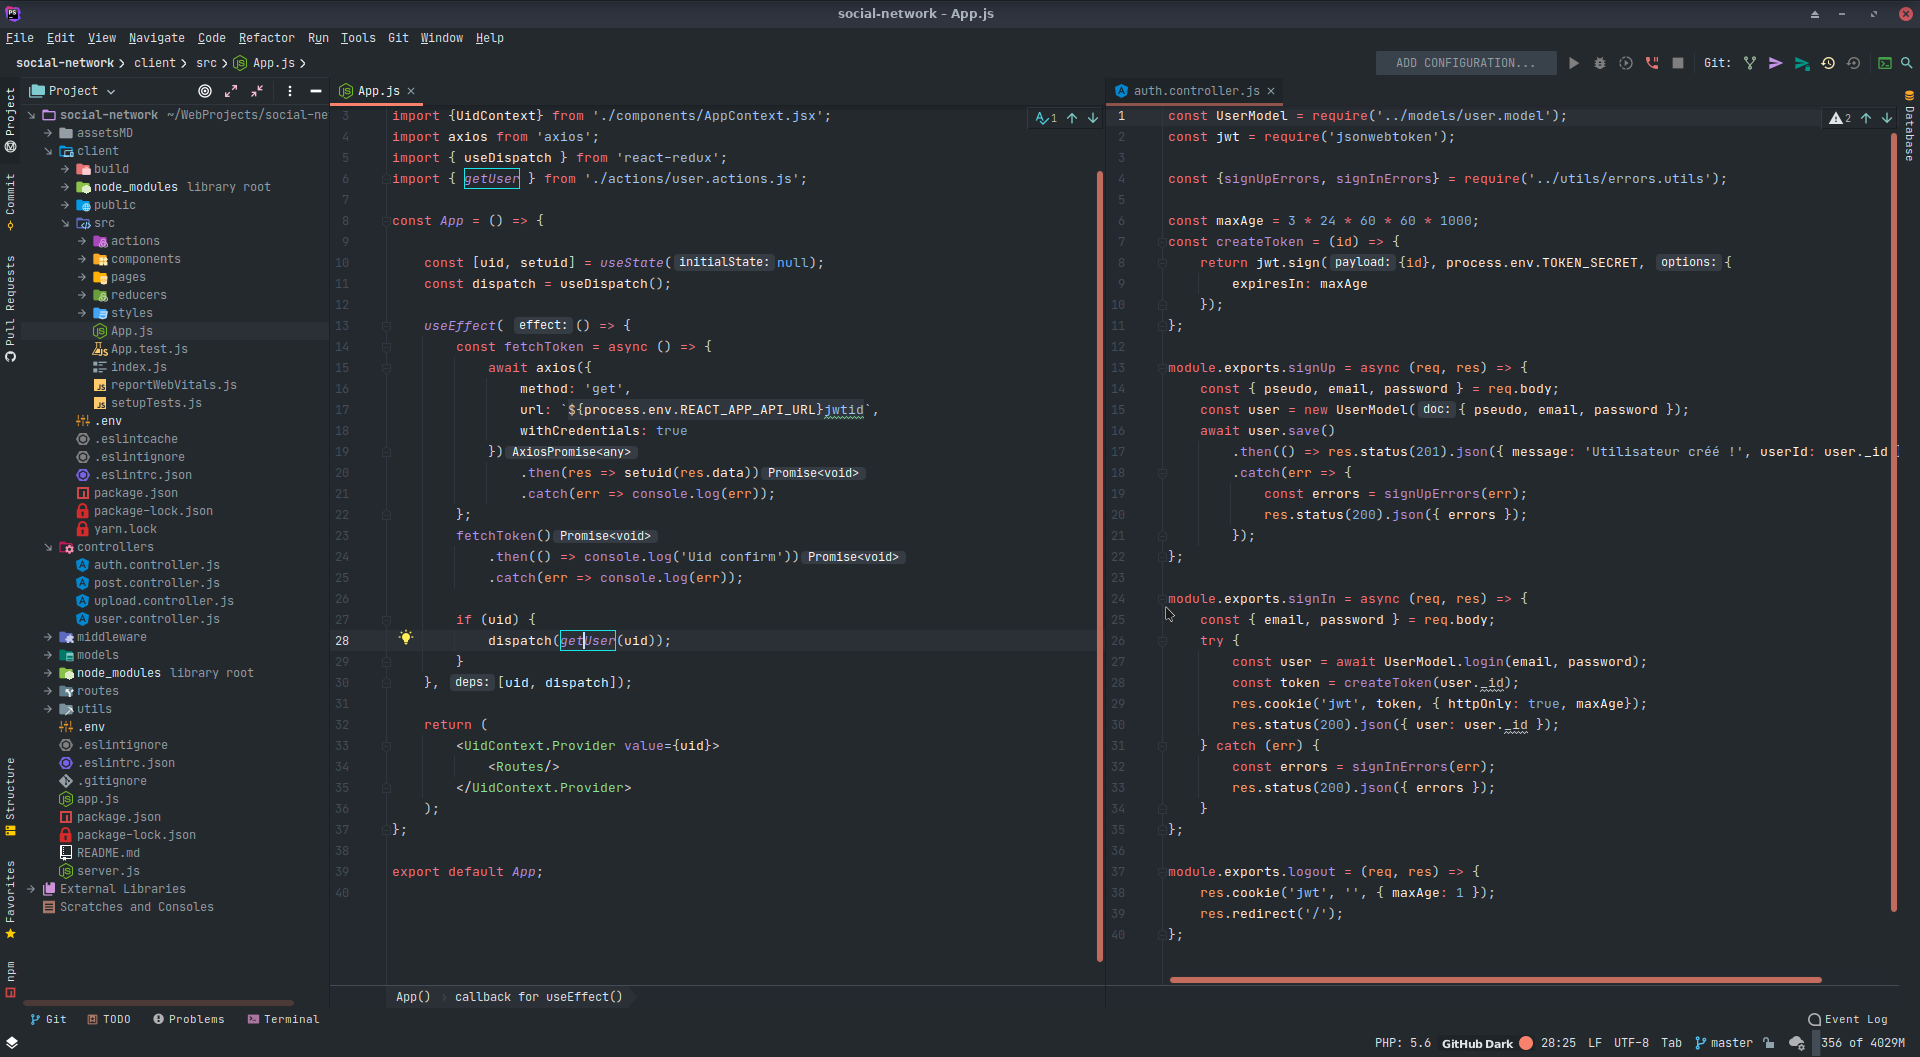 social-network – App.js
File Edit View Navigate Code Refactor Run Tools Git Window Help
social-network client src App.js
ADD CONFIGURATION...
Git:
Project
Commit
Pull Requests
Structure
Favorites
npm
Project
social-network ~/WebProjects/social-ne
assetsMD
client
build
node_modules library root
public
src
actions
components
pages
reducers
styles
App.js
App.test.js
index.js
reportWebVitals.js
setupTests.js
.env
.eslintcache
.eslintignore
.eslintrc.json
package.json
package-lock.json
yarn.lock
controllers
auth.controller.js
post.controller.js
upload.controller.js
user.controller.js
middleware
models
node_modules library root
routes
utils
.env
.eslintignore
.eslintrc.json
.gitignore
app.js
package.json
package-lock.json
README.md
server.js
External Libraries
Scratches and Consoles
App.js
1
3 import {UidContext} from './components/AppContext.jsx';
4 import axios from 'axios';
5 import { useDispatch } from 'react-redux';
6 import { getUser } from './actions/user.actions.js';
7
8 const App = () => {
9
10 const [uid, setuid] = useState( initialState: null);
11 const dispatch = useDispatch();
12
13 useEffect( effect: () => {
14 const fetchToken = async () => {
15 await axios({
16 method: 'get',
17 url: `${process.env.REACT_APP_API_URL}jwtid`,
18 withCredentials: true
19 }) AxiosPromise<any>
20 .then(res => setuid(res.data)) Promise<void>
21 .catch(err => console.log(err));
22 };
23 fetchToken() Promise<void>
24 .then(() => console.log('Uid confirm')) Promise<void>
25 .catch(err => console.log(err));
26
27 if (uid) {
28 dispatch(getUser(uid));
29 }
30 }, deps: [uid, dispatch]);
31
32 return (
33 <UidContext.Provider value={uid}>
34 <Routes/>
35 </UidContext.Provider>
36 );
37 };
38
39 export default App;
40
App() callback for useEffect()
auth.controller.js
2
1 const UserModel = require('../models/user.model');
2 const jwt = require('jsonwebtoken');
3
4 const {signUpErrors, signInErrors} = require('../utils/errors.utils');
5
6 const maxAge = 3 * 24 * 60 * 60 * 1000;
7 const createToken = (id) => {
8 return jwt.sign( payload: {id}, process.env.TOKEN_SECRET, options: {
9 expiresIn: maxAge
10 });
11 };
12
13 module.exports.signUp = async (req, res) => {
14 const { pseudo, email, password } = req.body;
15 const user = new UserModel( doc: { pseudo, email, password });
16 await user.save()
17 .then(() => res.status(201).json({ message: 'Utilisateur créé !', userId: user._id
18 .catch(err => {
19 const errors = signUpErrors(err);
20 res.status(200).json({ errors });
21 });
22 };
23
24 module.exports.signIn = async (req, res) => {
25 const { email, password } = req.body;
26 try {
27 const user = await UserModel.login(email, password);
28 const token = createToken(user._id);
29 res.cookie('jwt', token, { httpOnly: true, maxAge});
30 res.status(200).json({ user: user._id });
31 } catch (err) {
32 const errors = signInErrors(err);
33 res.status(200).json({ errors });
34 }
35 };
36
37 module.exports.logout = (req, res) => {
38 res.cookie('jwt', '', { maxAge: 1 });
39 res.redirect('/');
40 };
Database
Git TODO Problems Terminal
Event Log
PHP: 5.6 GitHub Dark 28:25 LF UTF-8 Tab master 356 of 4029M